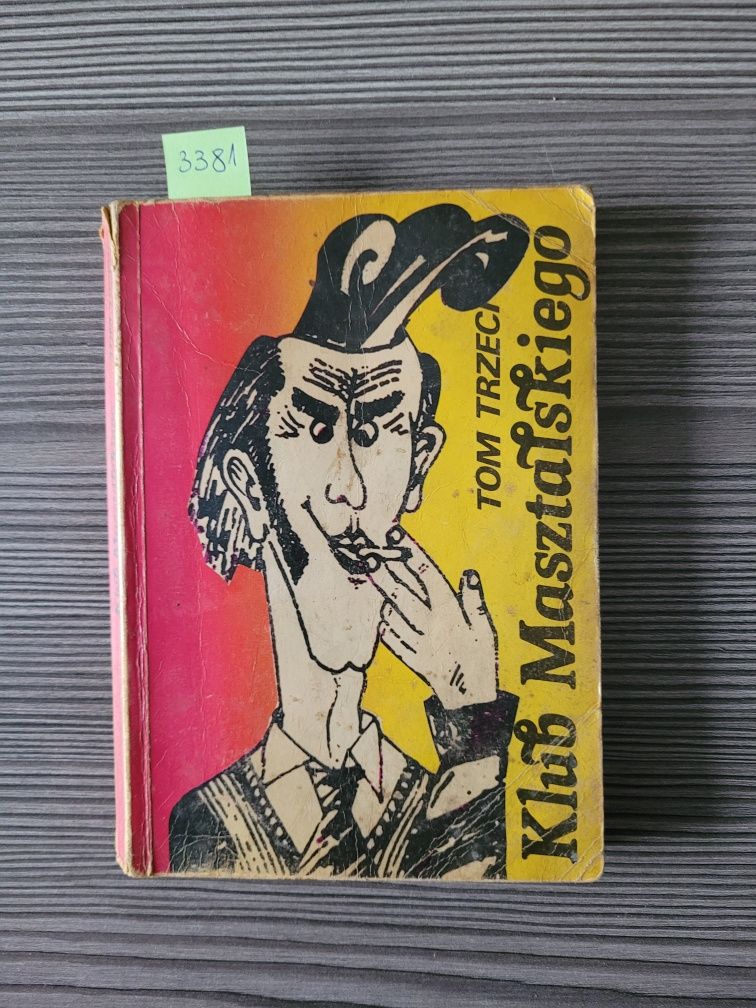 3381
TOM TRZECI
Klub Masztalskiego